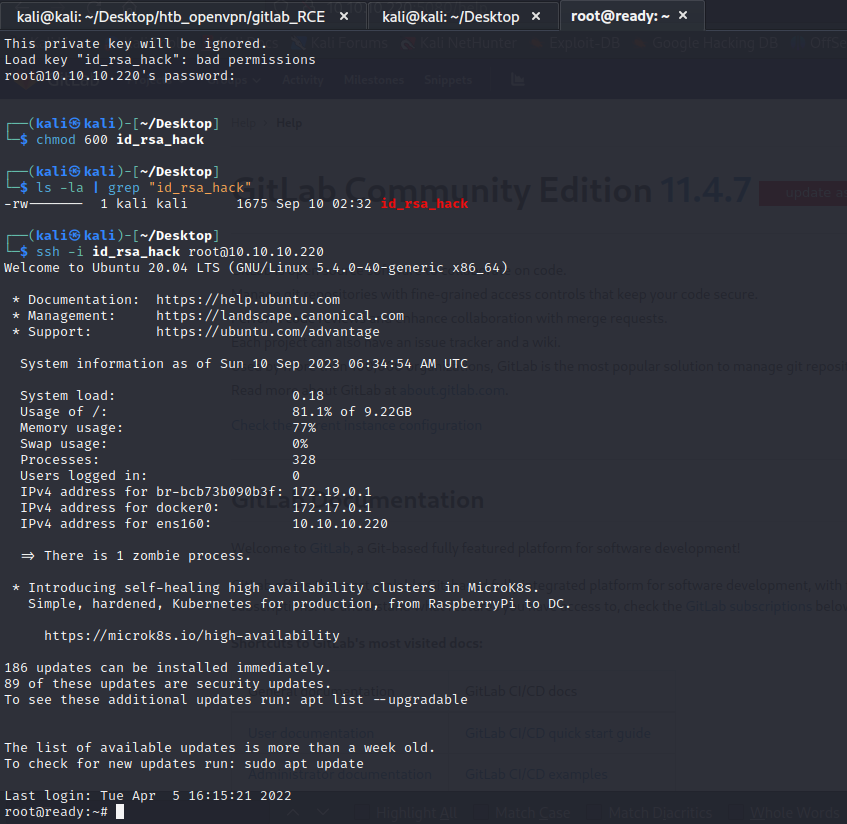 kali@kali: ~/Desktop/htb_openvpn/gitlab_RCE × kali@kali: ~/Desktop × root@ready: ~ ×
This private key will be ignored.
Load key "id_rsa_hack": bad permissions
root@10.10.10.220's password:
┌──(kali㉿kali)-[~/Desktop]
Help
└─$ chmod 600 id_rsa_hack
┌──(kali㉿kali)-[~/Desktop]
└─$ ls -la | grep "id_rsa_hack"
GitLab Community Edition 11.4.7
-rw------- 1 kali kali 1675 Sep 10 02:32 id_rsa_hack
┌──(kali㉿kali)-[~/Desktop]
└─$ ssh -i id_rsa_hack root@10.10.10.220
Welcome to Ubuntu 20.04 LTS (GNU/Linux 5.4.0-40-generic x86_64)
* Documentation: https://help.ubuntu.com
* Management: https://landscape.canonical.com
* Support: https://ubuntu.com/advantage
System information as of Sun 10 Sep 2023 06:34:54 AM UTC
System load: 0.18
Usage of /: 81.1% of 9.22GB
Memory usage: 77%
Swap usage: 0%
Processes: 328
Users logged in: 0
IPv4 address for br-bcb73b090b3f: 172.19.0.1
IPv4 address for docker0: 172.17.0.1
IPv4 address for ens160: 10.10.10.220
=> There is 1 zombie process.
* Introducing self-healing high availability clusters in MicroK8s.
Simple, hardened, Kubernetes for production, from RaspberryPi to DC.
https://microk8s.io/high-availability
186 updates can be installed immediately.
89 of these updates are security updates.
To see these additional updates run: apt list --upgradable
The list of available updates is more than a week old.
To check for new updates run: sudo apt update
Last login: Tue Apr  5 16:15:21 2022
root@ready:~#